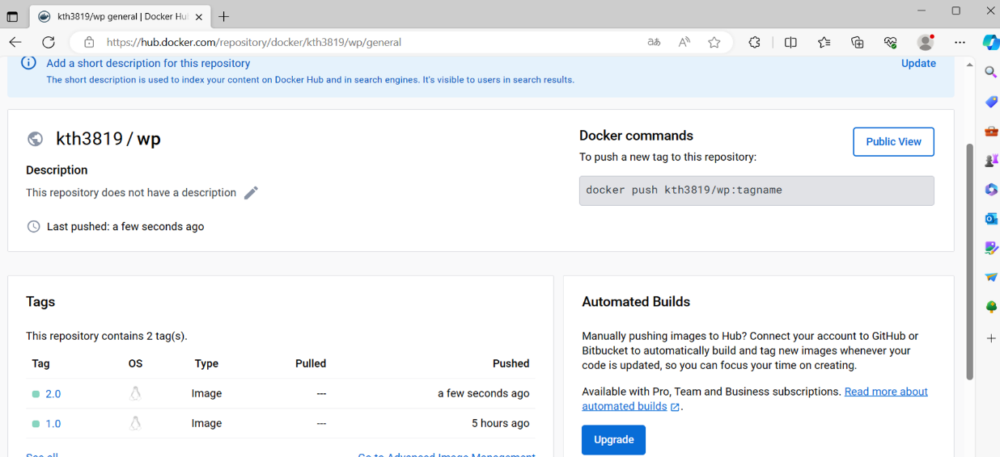 kth3819/wp general | Docker Hu
https://hub.docker.com/repository/docker/kth3819/wp/general
Add a short description for this repository
Update
The short description is used to index your content on Docker Hub and in search engines. It's visible to users in search results.
kth3819 / wp
Description
This repository does not have a description
Last pushed: a few seconds ago
Docker commands
Public View
To push a new tag to this repository:
docker push kth3819/wp:tagname
Tags
This repository contains 2 tag(s).
Tag OS Type Pulled Pushed
2.0 Image --- a few seconds ago
1.0 Image --- 5 hours ago
See all
Go to Advanced Image Management
Automated Builds
Manually pushing images to Hub? Connect your account to GitHub or
Bitbucket to automatically build and tag new images whenever your
code is updated, so you can focus your time on creating.
Available with Pro, Team and Business subscriptions. Read more about
automated builds.
Upgrade